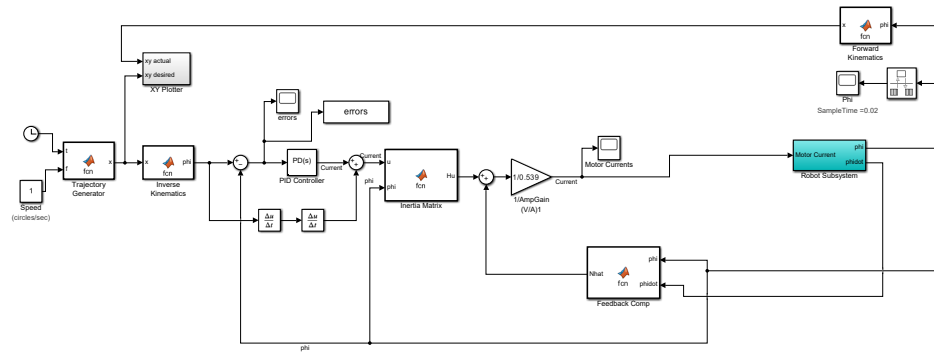 x
fcn
phi
Forward
Kinematics
xy actual
xy desired
XY Plotter
Phi
SampleTime =0.02
errors
errors
t
f
fcn
x
Trajectory
Generator
1
Speed
(circles/sec)
x
fcn
phi
Inverse
Kinematics
PD(s)
PID Controller
Current
Current
phi
u
phi
fcn
Hu
Inertia Matrix
1/0.539
1/AmpGain
(V/A)1
Current
Motor Currents
Motor Current
phi
phidot
Robot Subsystem
Δu
Δt
Δu
Δt
Nhat
fcn
phi
phidot
Feedback Comp
phi